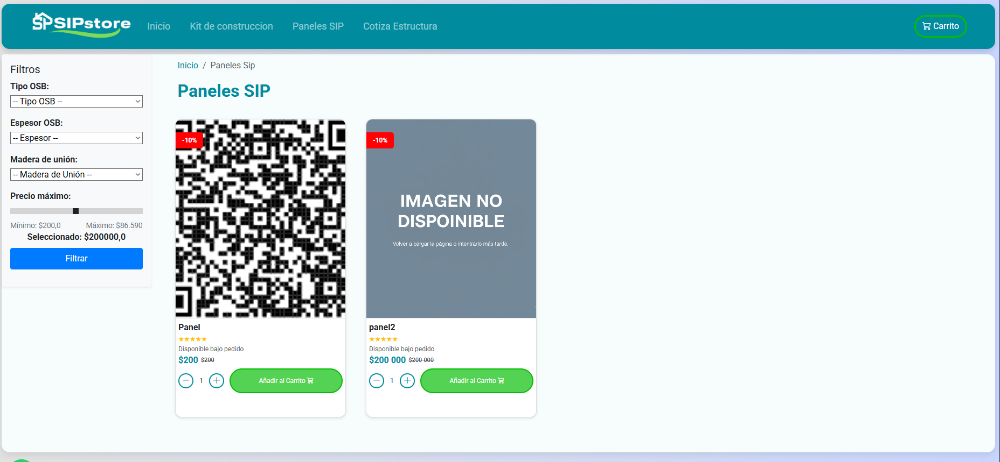 SIPstore
Inicio
Kit de construccion
Paneles SIP
Cotiza Estructura
Carrito
Filtros
Tipo OSB:
-- Tipo OSB --
Espesor OSB:
-- Espesor --
Madera de unión:
-- Madera de Unión --
Precio máximo:
Mínimo: $200,0
Máximo: $86.590
Seleccionado: $200000,0
Filtrar
Inicio / Paneles Sip
Paneles SIP
-10%
Panel
★★★★★
Disponible bajo pedido
$200 $200
1
Añadir al Carrito
-10%
IMAGEN NO
DISPOINIBLE
Volver a cargar la página o intentrarlo más tarde.
panel2
★★★★★
Disponible bajo pedido
$200 000 $200 000
1
Añadir al Carrito